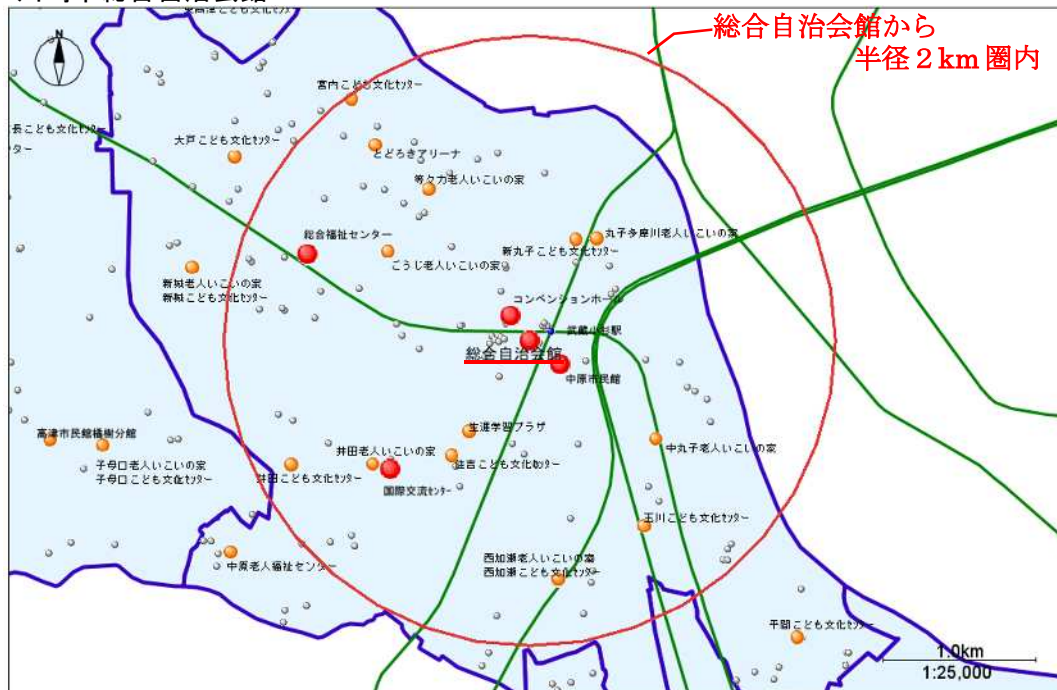 総合自治会館から
半径２km圏内
N
宮内こども文化ｾﾝﾀｰ
大戸こども文化ｾﾝﾀｰ
とどろきアリーナ
等々力老人いこいの家
総合福祉センター
ごうじ老人いこいの家
丸子多摩川老人いこいの家
新丸子こども文化ｾﾝﾀｰ
新城老人いこいの家
新城こども文化ｾﾝﾀｰ
コンベンションホール
武蔵小杉駅
総合自治会館
中原市民館
生涯学習プラザ
高津市民館橘樹分館
子母口老人いこいの家
子母口こども文化ｾﾝﾀｰ
井田老人いこいの家
井田こども文化ｾﾝﾀｰ
住吉こども文化ｾﾝﾀｰ
国際交流ｾﾝﾀｰ
中丸子老人いこいの家
玉川こども文化ｾﾝﾀｰ
中原老人福祉センター
西加瀬老人いこいの家
西加瀬こども文化ｾﾝﾀｰ
平間こども文化ｾﾝﾀｰ
1.0km
1:25,000